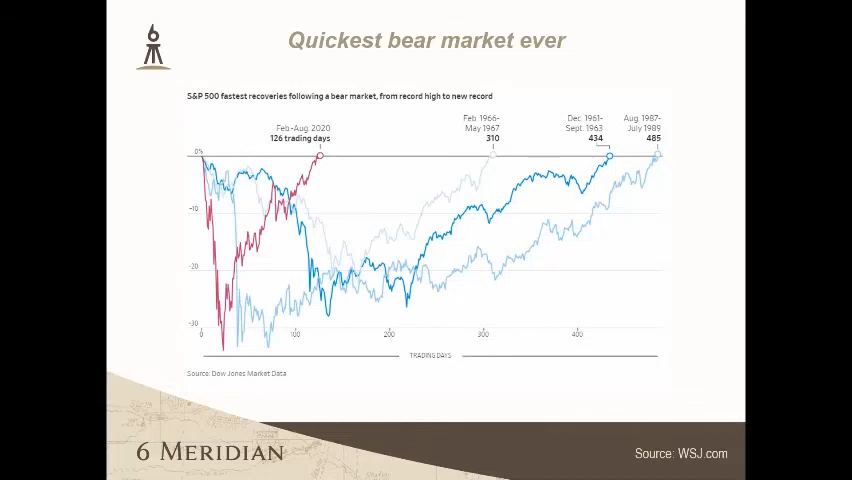 Quickest bear market ever
S&P 500 fastest recoveries following a bear market, from record high to new record
Feb.-Aug. 2020
126 trading days
Feb. 1966-
May 1967
310
Dec. 1961-
Sept. 1963
434
Aug. 1987-
July 1989
485
0%
-10
-20
-30
0
100
200
300
400
TRADING DAYS
Source: Dow Jones Market Data
6 MERIDIAN
Source: WSJ.com